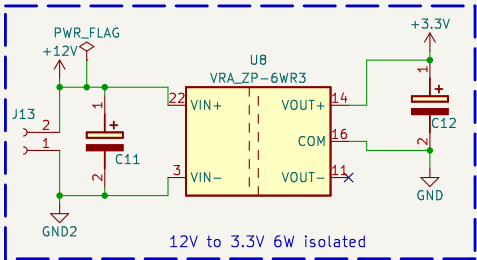 PWR_FLAG
+12V
+3.3V
U8
VRA_ZP-6WR3
J13
2
1
1
+
2
C11
22
VIN+
3
VIN-
VOUT+
14
COM
16
VOUT-
11
1
+
2
C12
GND2
GND
12V to 3.3V 6W isolated